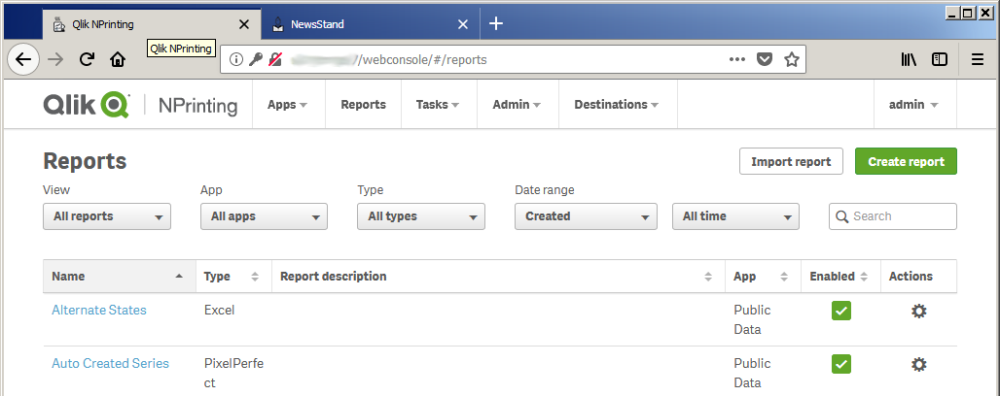 Qlik NPrinting
NewsStand
Qlik NPrinting
/webconsole/#/reports
Qlik NPrinting
Apps
Reports
Tasks
Admin
Destinations
admin
Reports
Import report
Create report
View
App
Type
Date range
All reports
All apps
All types
Created
All time
Search
Name
Type
Report description
App
Enabled
Actions
Alternate States
Excel
Public
Data
Auto Created Series
PixelPerfe
ct
Public
Data